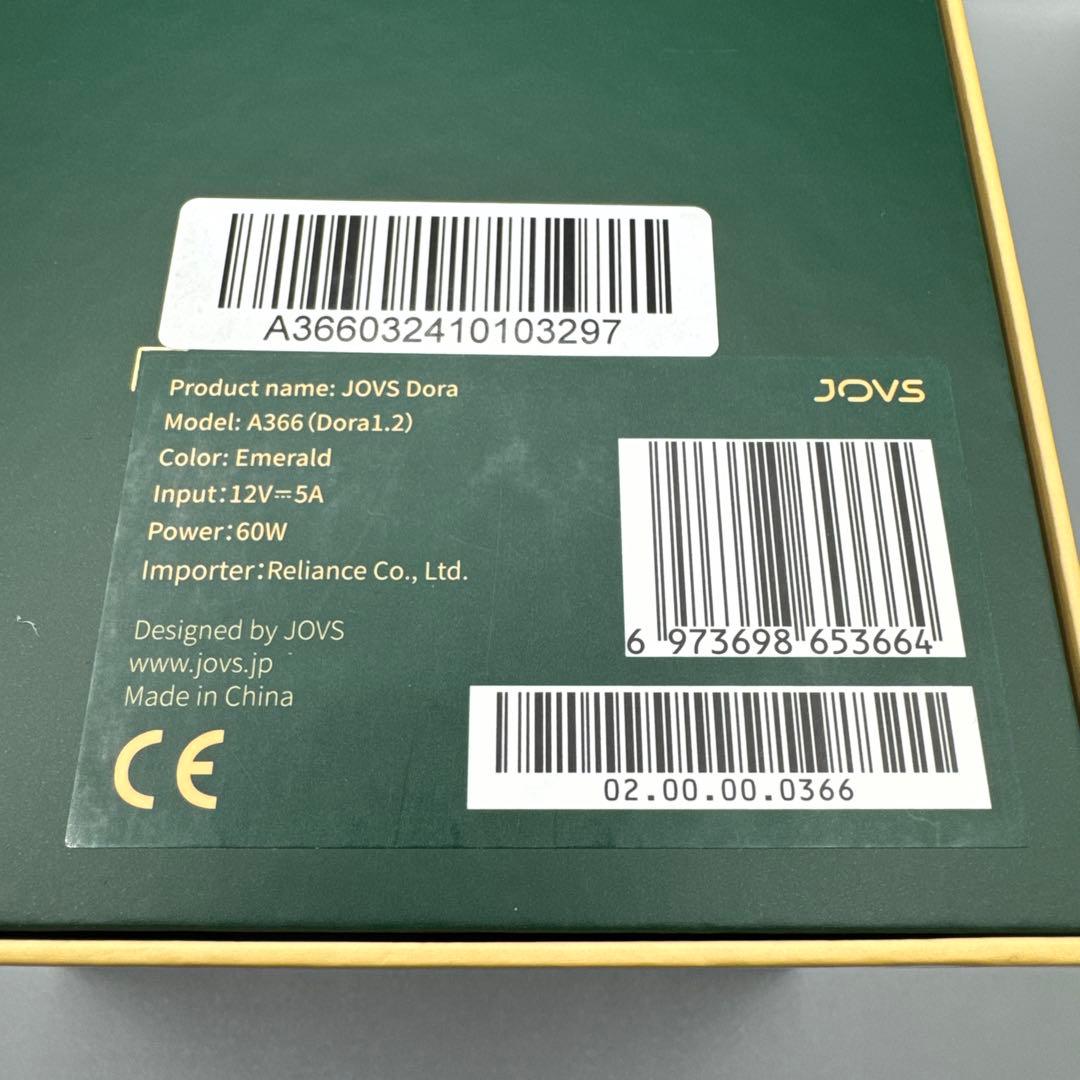 A366032410103297
Product name: JOVS Dora
JOVS
Model: A366(Dora1.2)
Color: Emerald
Input:12V⎓5A
Power:60W
Importer:Reliance Co., Ltd.
6 973698 653664
Designed by JOVS
www.jovs.jp
Made in China
CE
02.00.00.0366